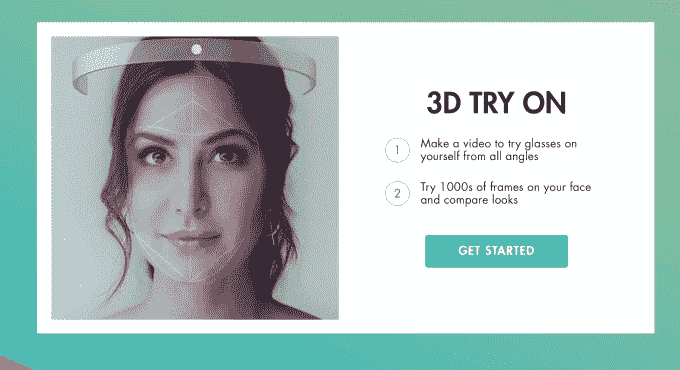 3D TRY ON
1
Make a video to try glasses on
yourself from all angles
2
Try 1000s of frames on your face
and compare looks
GET STARTED